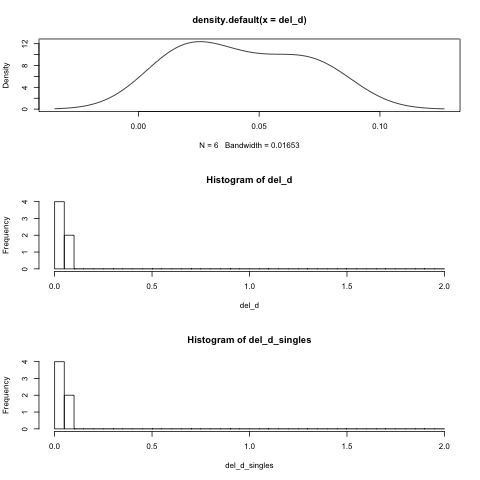 density.default(x = del_d)
Density
0 4 8 12
0.00 0.05 0.10
N = 6 Bandwidth = 0.01653
Histogram of del_d
Frequency
0 1 2 3 4
0.0 0.5 1.0 1.5 2.0
del_d
Histogram of del_d_singles
Frequency
0 1 2 3 4
0.0 0.5 1.0 1.5 2.0
del_d_singles